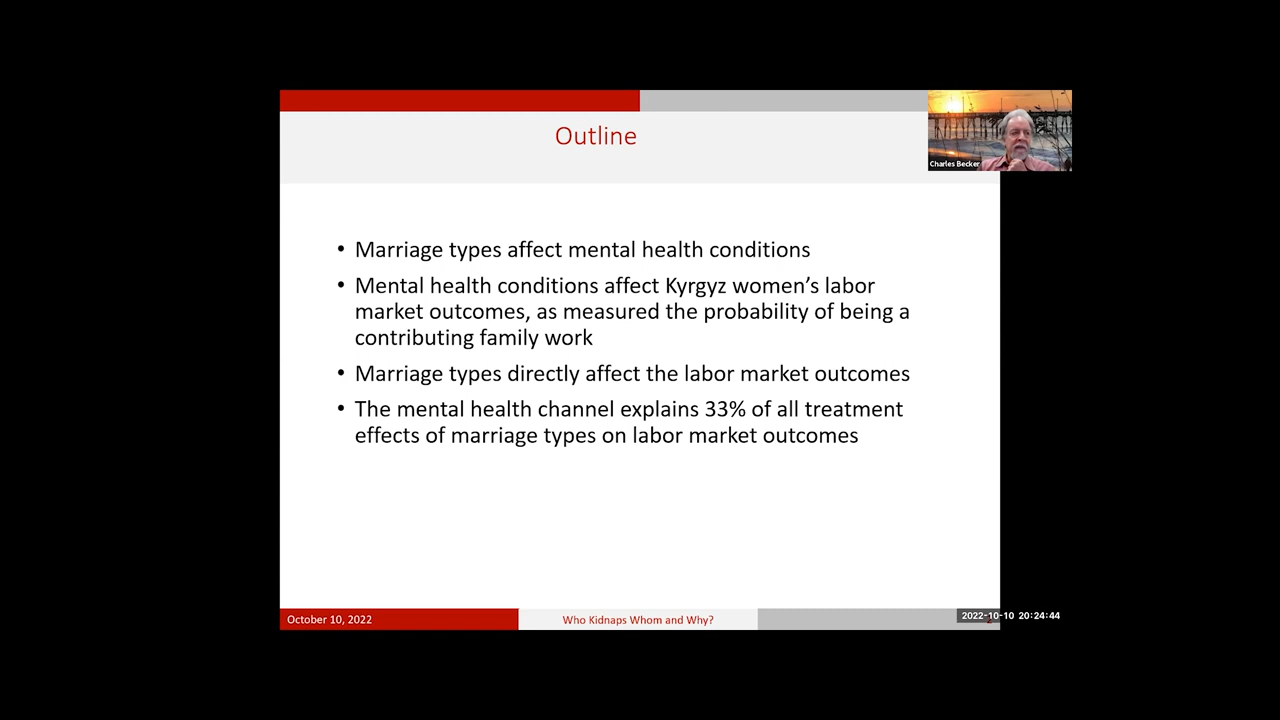 Outline
Charles Becker
• Marriage types affect mental health conditions
• Mental health conditions affect Kyrgyz women’s labor
market outcomes, as measured the probability of being a
contributing family work
• Marriage types directly affect the labor market outcomes
• The mental health channel explains 33% of all treatment
effects of marriage types on labor market outcomes
October 10, 2022
Who Kidnaps Whom and Why?
2022-10-10 20:24:44